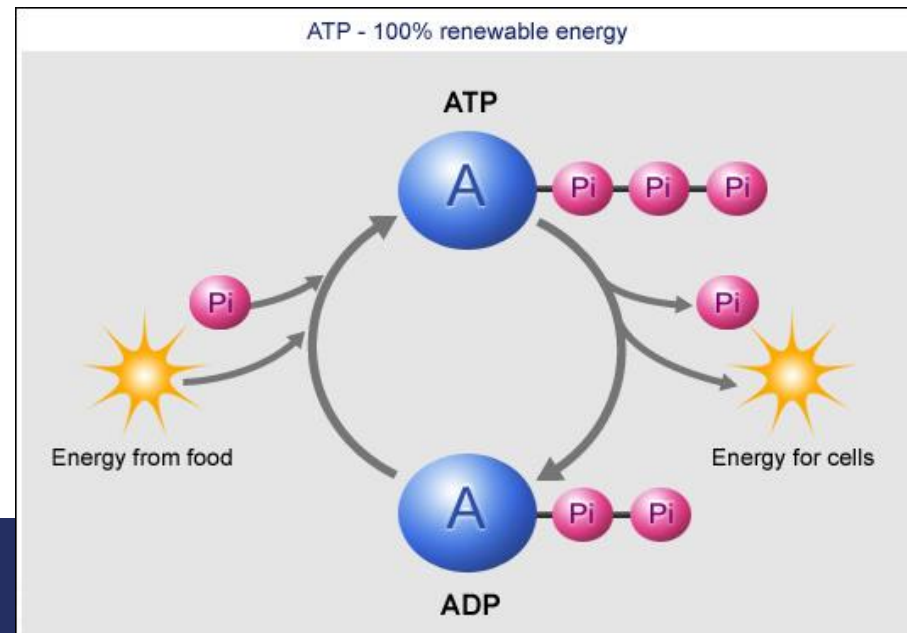 ATP - 100% renewable energy
ATP
A Pi Pi Pi
Pi Pi
Energy from food Energy for cells
A Pi Pi
ADP